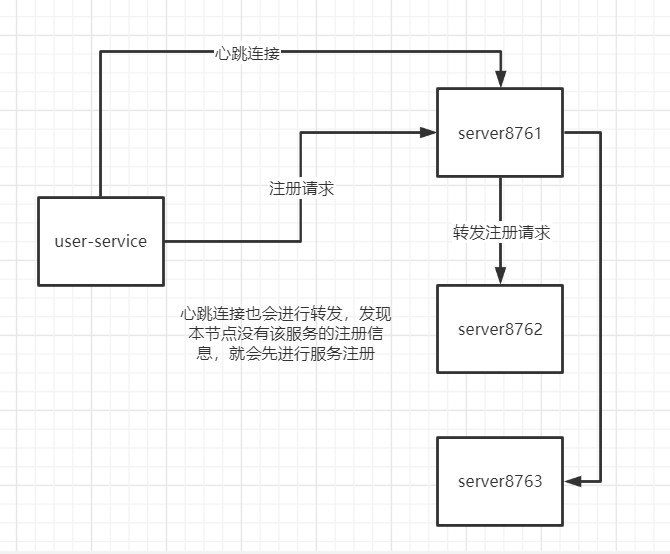 心跳连接
server8761
注册请求
user-service
转发注册请求
心跳连接也会进行转发，发现
本节点没有该服务的注册信
息，就会先进行服务注册
server8762
server8763